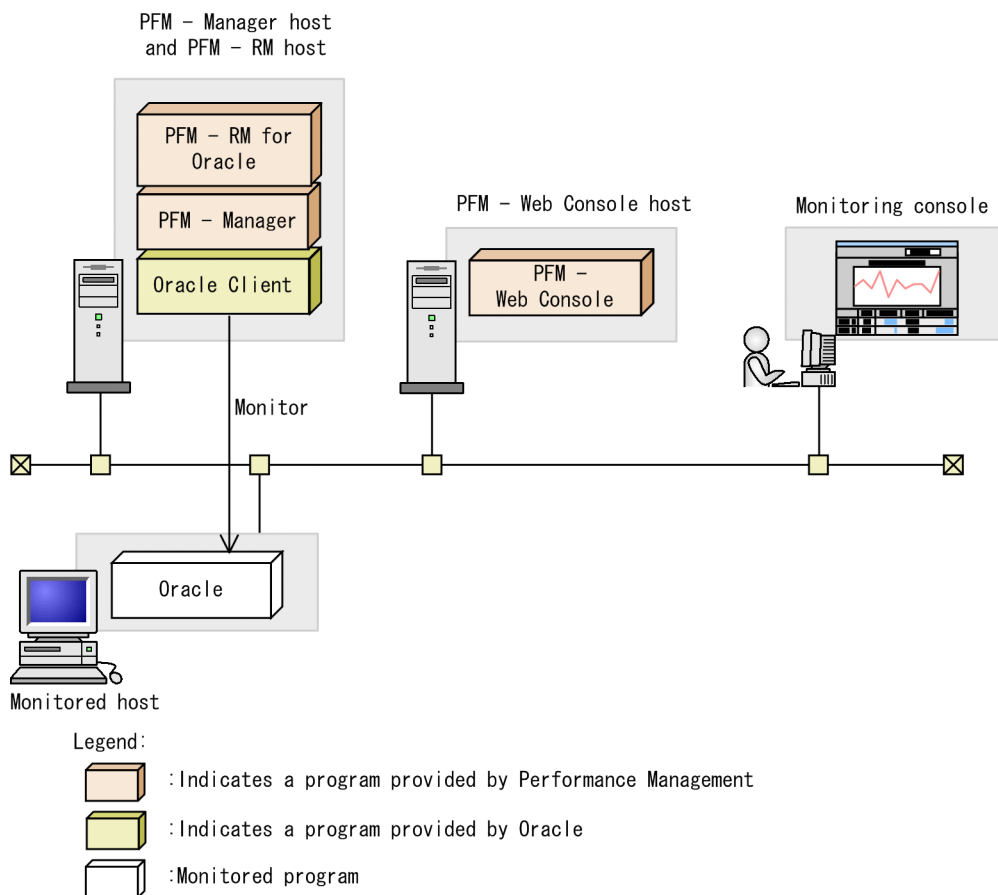 PFM - Manager host
and PFM - RM host
PFM - RM for
Oracle
PFM - Manager
Oracle Client
PFM - Web Console host
PFM -
Web Console
Monitoring console
Monitor
Oracle
Monitored host
Legend:
:Indicates a program provided by Performance Management
:Indicates a program provided by Oracle
:Monitored program